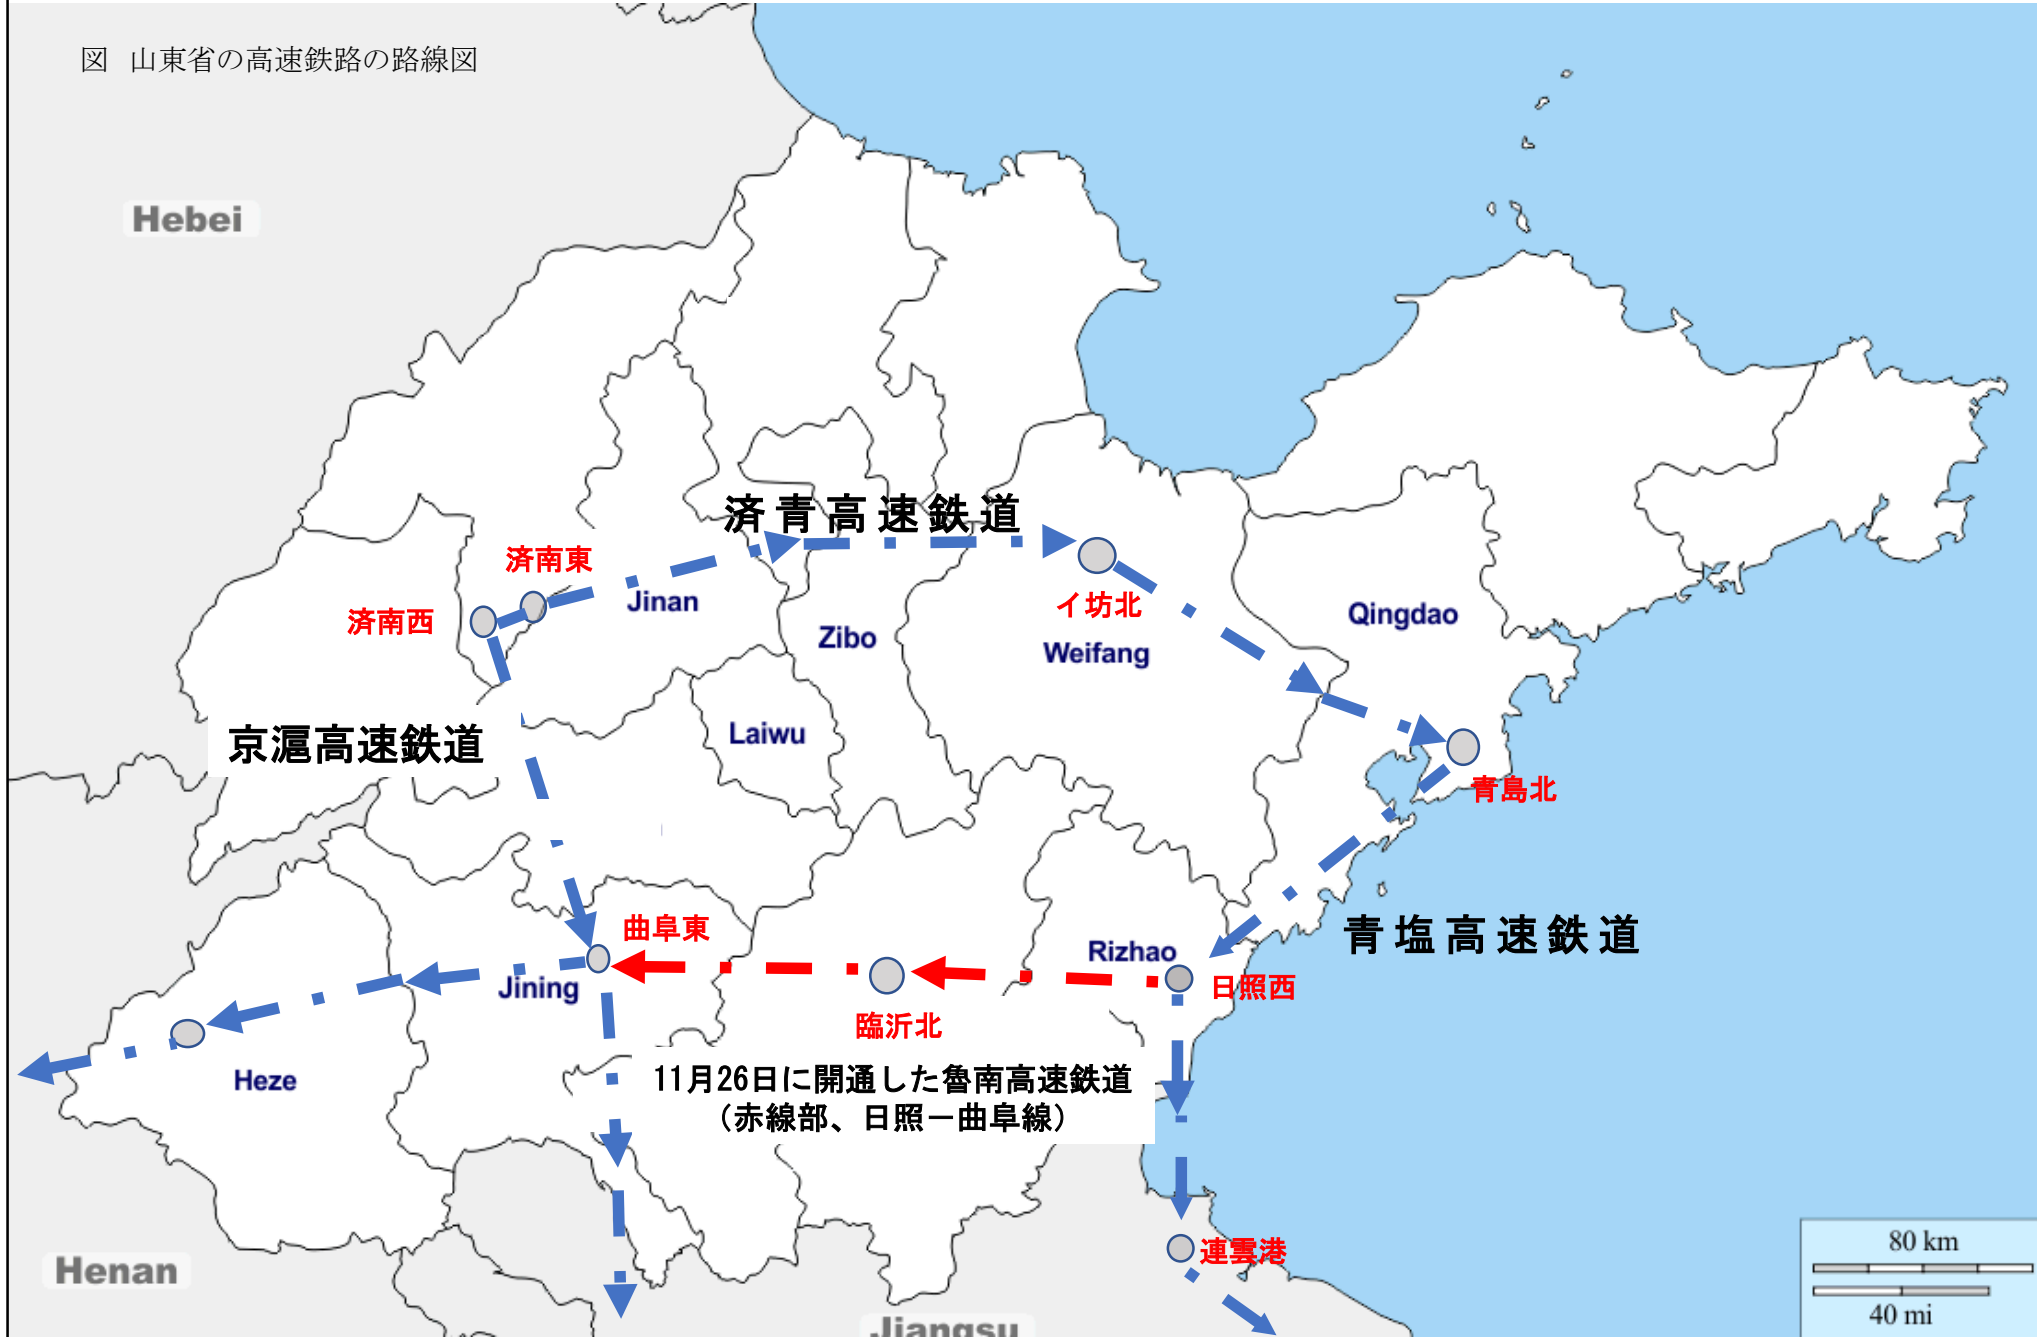 図 山東省の高速鉄路の路線図
Hebei
済青高速鉄道
済南東
済南西
Jinan
イ坊北
Qingdao
Zibo
Weifang
京滬高速鉄道
Laiwu
青島北
曲阜東
青塩高速鉄道
Rizhao
Jining
日照西
臨沂北
Heze
11月26日に開通した魯南高速鉄道
（赤線部、日照－曲阜線）
連雲港
Henan
80 km
40 mi
Jiangsu